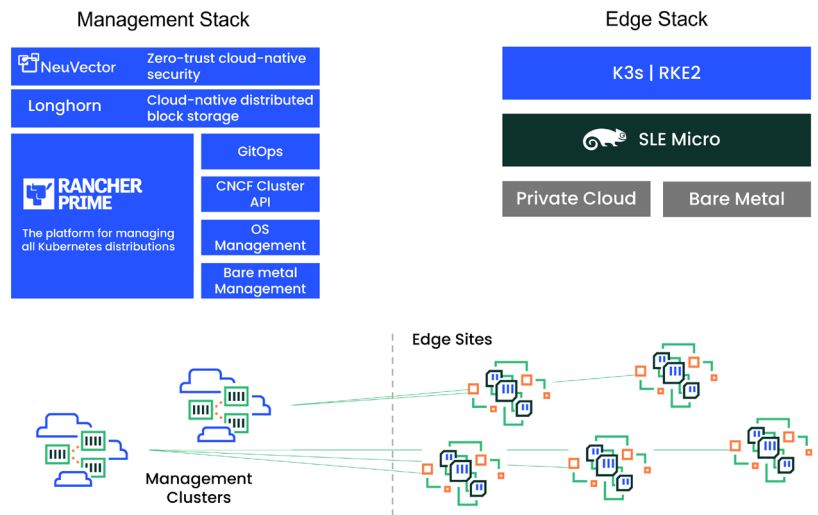 Management Stack
NeuVector
Zero-trust cloud-native
security
Longhorn
Cloud-native distributed
block storage
RANCHER
PRIME
The platform for managing
all Kubernetes distributions
GitOps
CNCF Cluster
API
OS
Management
Bare metal
Management
Edge Stack
K3s | RKE2
SLE Micro
Private Cloud
Bare Metal
Edge Sites
Management
Clusters